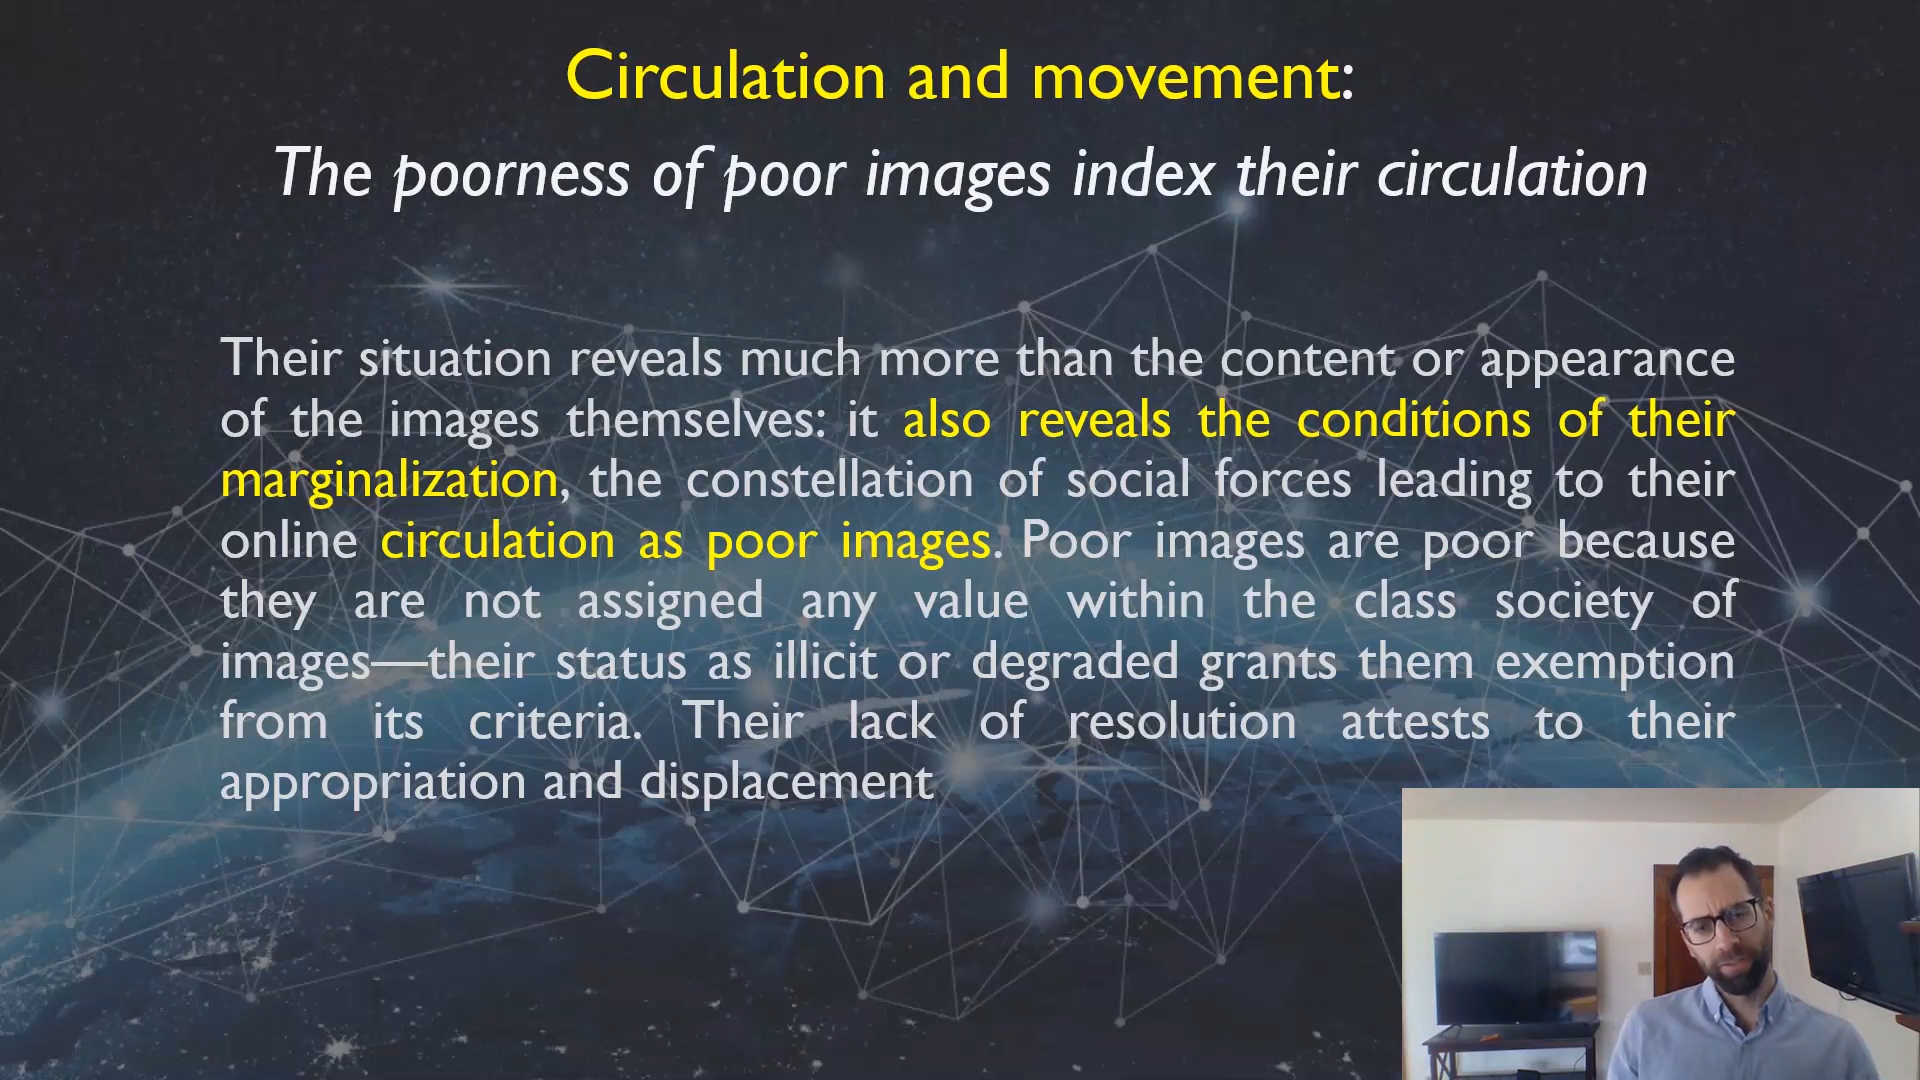 Circulation and movement:
The poorness of poor images index their circulation
Their situation reveals much more than the content or appearance
of the images themselves: it also reveals the conditions of their
marginalization, the constellation of social forces leading to their
online circulation as poor images. Poor images are poor because
they are not assigned any value within the class society of
images—their status as illicit or degraded grants them exemption
from its criteria. Their lack of resolution attests to their
appropriation and displacement